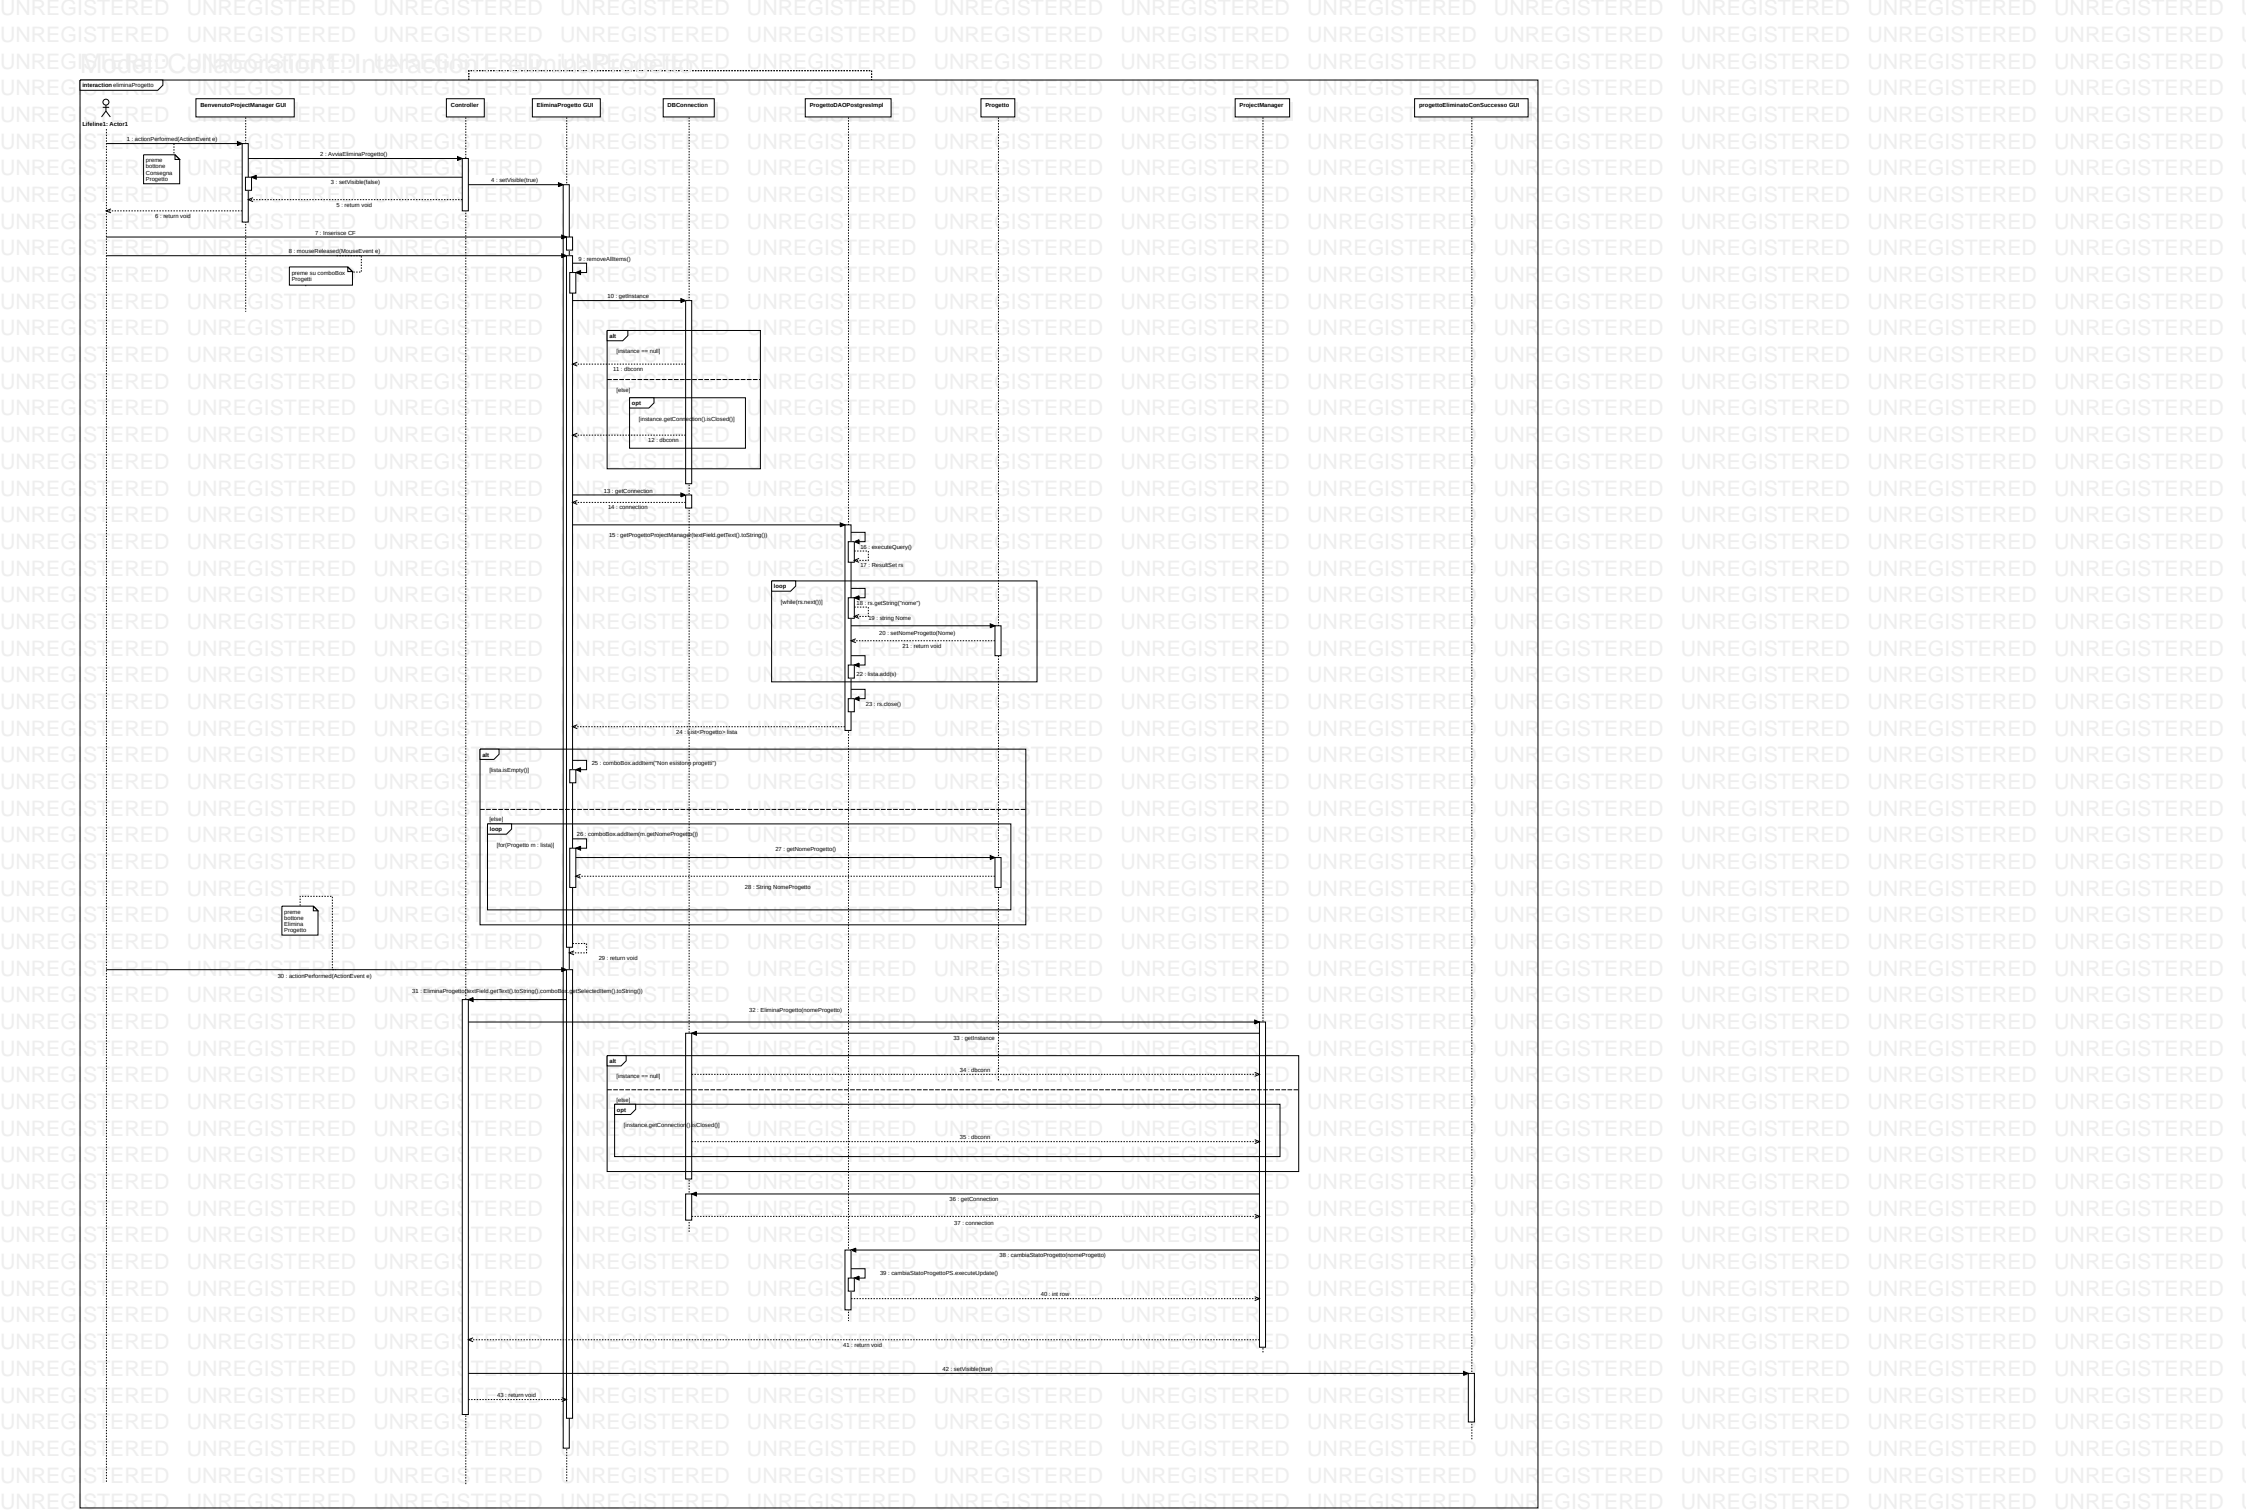 UNREGISTERED
interaction eliminaProgetto
Lifeline1: Actor1
BenvenutoProjectManager GUI
Controller
EliminaProgetto GUI
DBConnection
ProgettoDAOPostgresImpl
Progetto
ProjectManager
progettoEliminatoConSuccesso GUI
1 : actionPerformed(ActionEvent e)
preme
bottone
Consegna
Progetto
2 : AvviaEliminaProgetto()
3 : setVisible(false)
4 : setVisible(true)
5 : return void
6 : return void
7 : Inserisce CF
8 : mouseReleased(MouseEvent e)
preme su comboBox
Progetti
9 : removeAllItems()
10 : getInstance
alt
[instance == null]
11 : dbconn
[else]
opt
[instance.getConnection().isClosed()]
12 : dbconn
13 : getConnection
14 : connection
15 : getProgettoProjectManager(textField.getText().toString())
16 : executeQuery()
17 : ResultSet rs
loop
[while(rs.next())]
18 : rs.getString("nome")
19 : string Nome
20 : setNomeProgetto(Nome)
21 : return void
22 : lista.add(s)
23 : rs.close()
24 : List<Progetto> lista
alt
[lista.isEmpty()]
25 : comboBox.addItem("Non esistono progetti")
[else]
loop
[for(Progetto m : lista)]
26 : comboBox.addItem(m.getNomeProgetto())
27 : getNomeProgetto()
28 : String NomeProgetto
preme
bottone
Elimina
Progetto
29 : return void
30 : actionPerformed(ActionEvent e)
31 : EliminaProgetto(textField.getText().toString(),comboBox.getSelectedItem().toString())
32 : EliminaProgetto(nomeProgetto)
33 : getInstance
alt
[instance == null]
34 : dbconn
[else]
opt
[instance.getConnection().isClosed()]
35 : dbconn
36 : getConnection
37 : connection
38 : cambiaStatoProgetto(nomeProgetto)
39 : cambiaStatoProgettoPS.executeUpdate()
40 : int row
41 : return void
42 : setVisible(true)
43 : return void